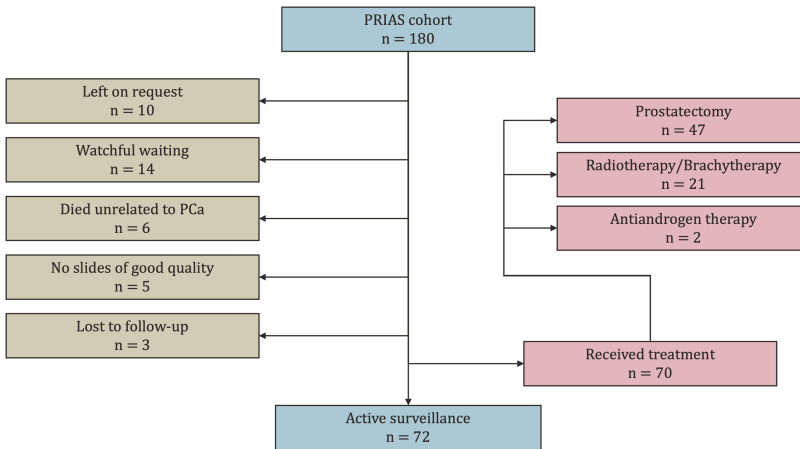 PRIAS cohort
n = 180
Left on request
n = 10
Watchful waiting
n = 14
Died unrelated to PCa
n = 6
No slides of good quality
n = 5
Lost to follow-up
n = 3
Prostatectomy
n = 47
Radiotherapy/Brachytherapy
n = 21
Antiandrogen therapy
n = 2
Received treatment
n = 70
Active surveillance
n = 72